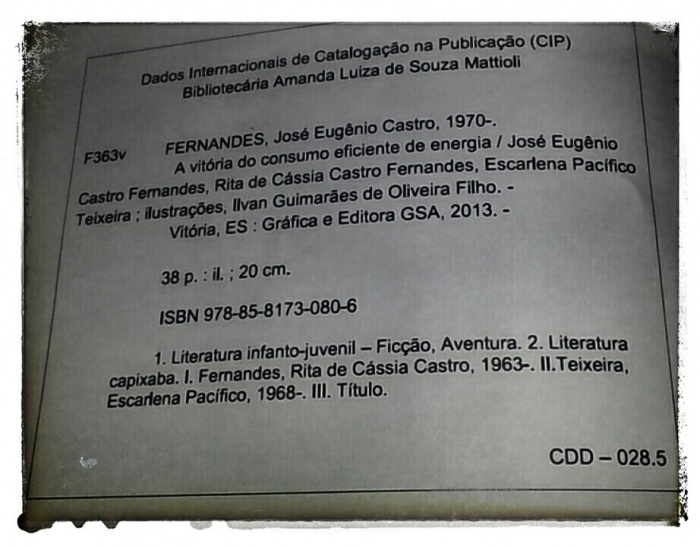 Dados Internacionais de Catalogação na Publicação (CIP)
Bibliotecária Amanda Luiza de Souza Mattioli
F363v FERNANDES, José Eugênio Castro, 1970-.
A vitória do consumo eficiente de energia / José Eugênio
Castro Fernandes, Rita de Cássia Castro Fernandes, Escarlena Pacífico
Teixeira ; ilustrações, Ilvan Guimarães de Oliveira Filho. -
Vitória, ES : Gráfica e Editora GSA, 2013. -
38 p. : il. ; 20 cm.
ISBN 978-85-8173-080-6
1. Literatura infanto-juvenil – Ficção, Aventura. 2. Literatura
capixaba. I. Fernandes, Rita de Cássia Castro, 1963-. II.Teixeira,
Escarlena Pacífico, 1968-. III. Título.
CDD – 028.5